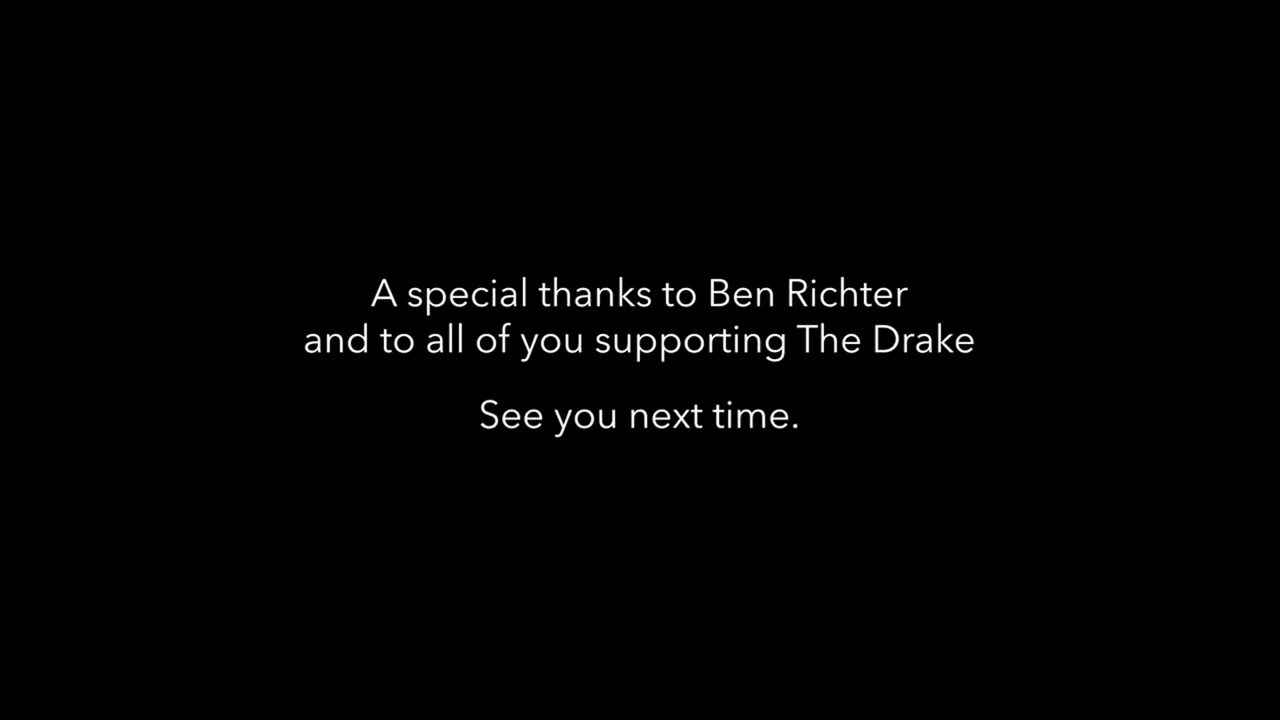 A special thanks to Ben Richter
and to all of you supporting The Drake
See you next time.